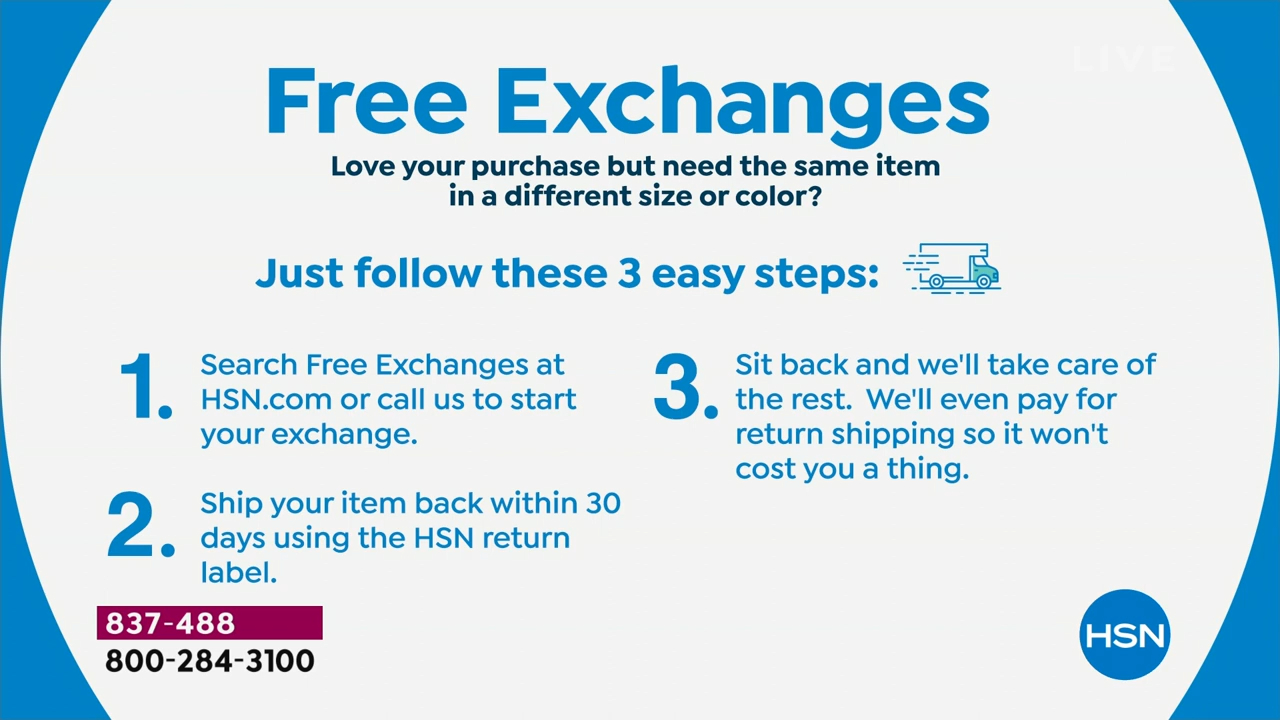 LIVE
Free Exchanges
Love your purchase but need the same item
in a different size or color?
Just follow these 3 easy steps:
1. Search Free Exchanges at
HSN.com or call us to start
your exchange.
2. Ship your item back within 30
days using the HSN return
label.
3. Sit back and we'll take care of
the rest. We'll even pay for
return shipping so it won't
cost you a thing.
837-488
800-284-3100
HSN